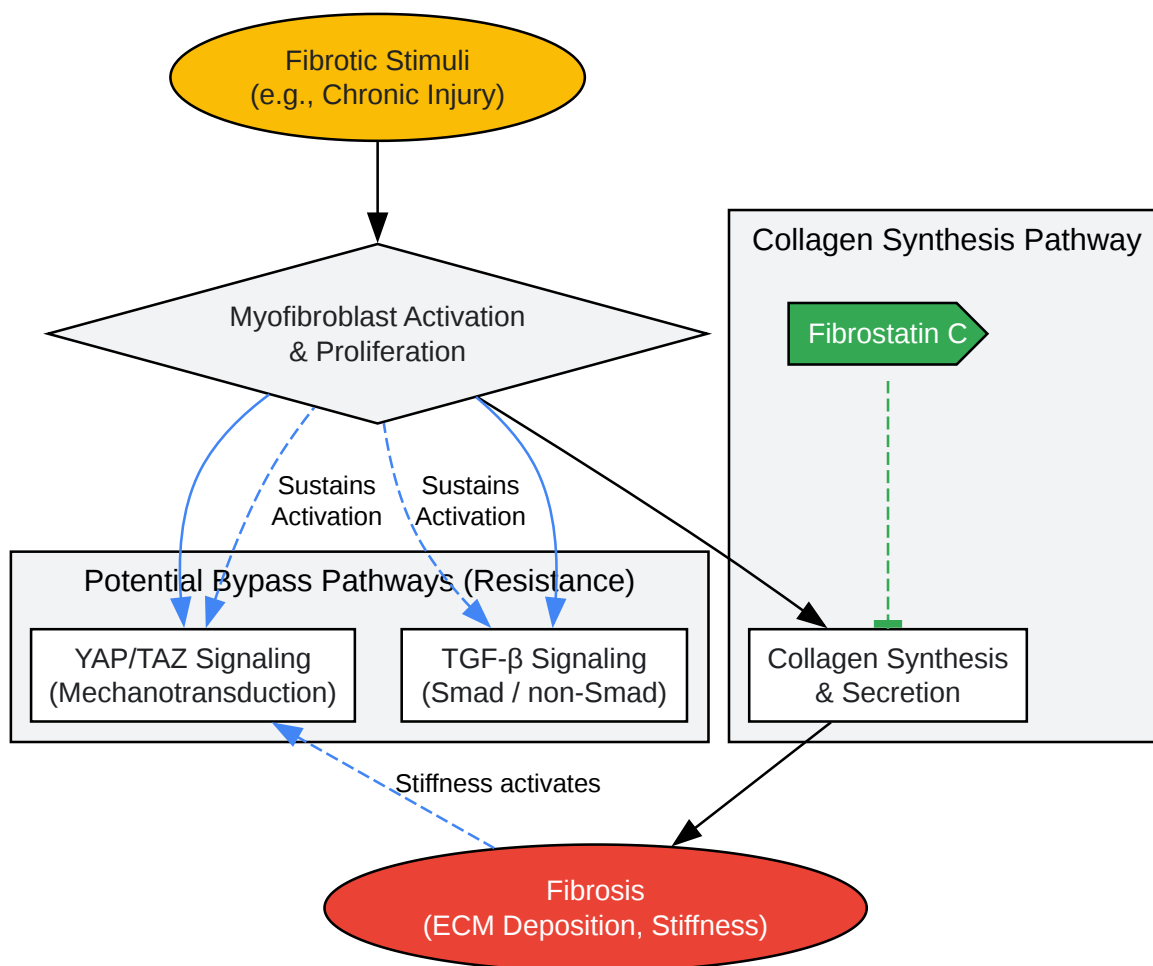 Fibrotic Stimuli
(e.g., Chronic Injury)
Collagen Synthesis Pathway
Myofibroblast Activation
& Proliferation
Fibrostatin C
Sustains
Activation
Sustains
Activation
Potential Bypass Pathways (Resistance)
YAP/TAZ Signaling
(Mechanotransduction)
TGF-β Signaling
(Smad / non-Smad)
Collagen Synthesis
& Secretion
Stiffness activates
Fibrosis
(ECM Deposition, Stiffness)